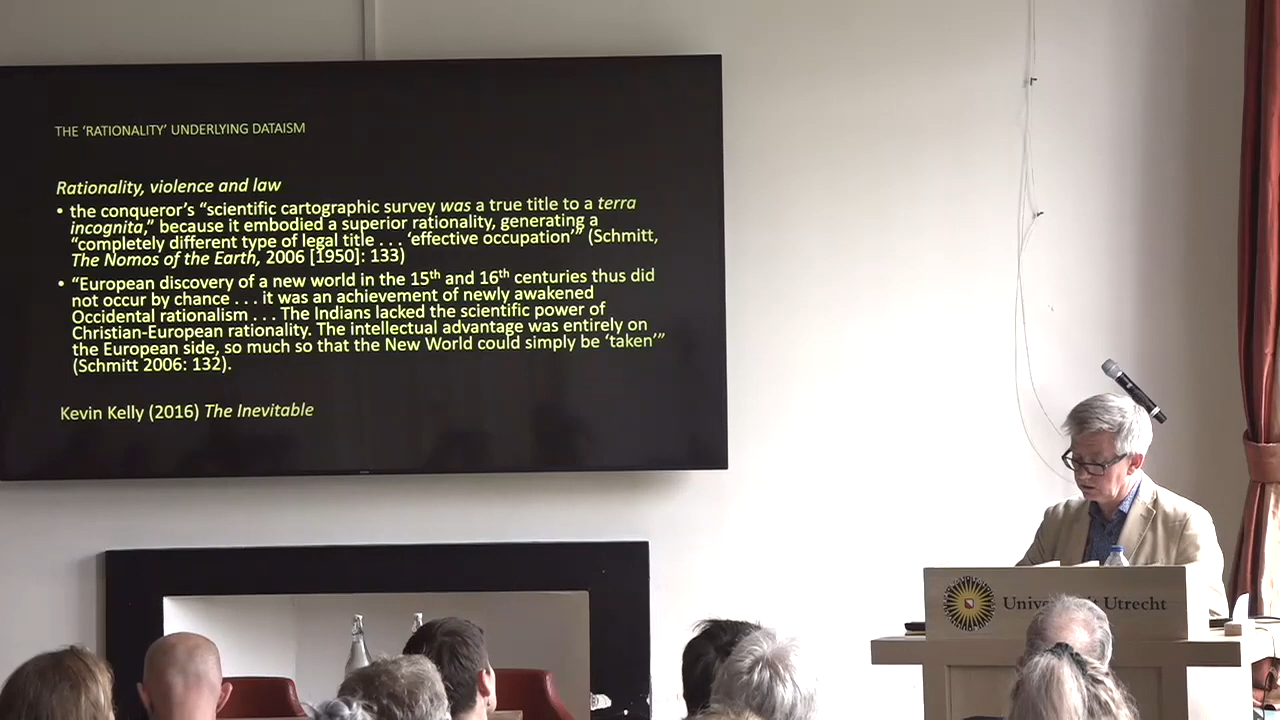 THE ‘RATIONALITY’ UNDERLYING DATAISM
Rationality, violence and law
• the conqueror’s “scientific cartographic survey was a true title to a terra
incognita,” because it embodied a superior rationality, generating a
“completely different type of legal title . . . ‘effective occupation’” (Schmitt,
The Nomos of the Earth, 2006 [1950]: 133)
• “European discovery of a new world in the 15th and 16th centuries thus did
not occur by chance . . . it was an achievement of newly awakened
Occidental rationalism . . . The Indians lacked the scientific power of
Christian-European rationality. The intellectual advantage was entirely on
the European side, so much so that the New World could simply be ‘taken’”
(Schmitt 2006: 132).
Kevin Kelly (2016) The Inevitable
Utrecht